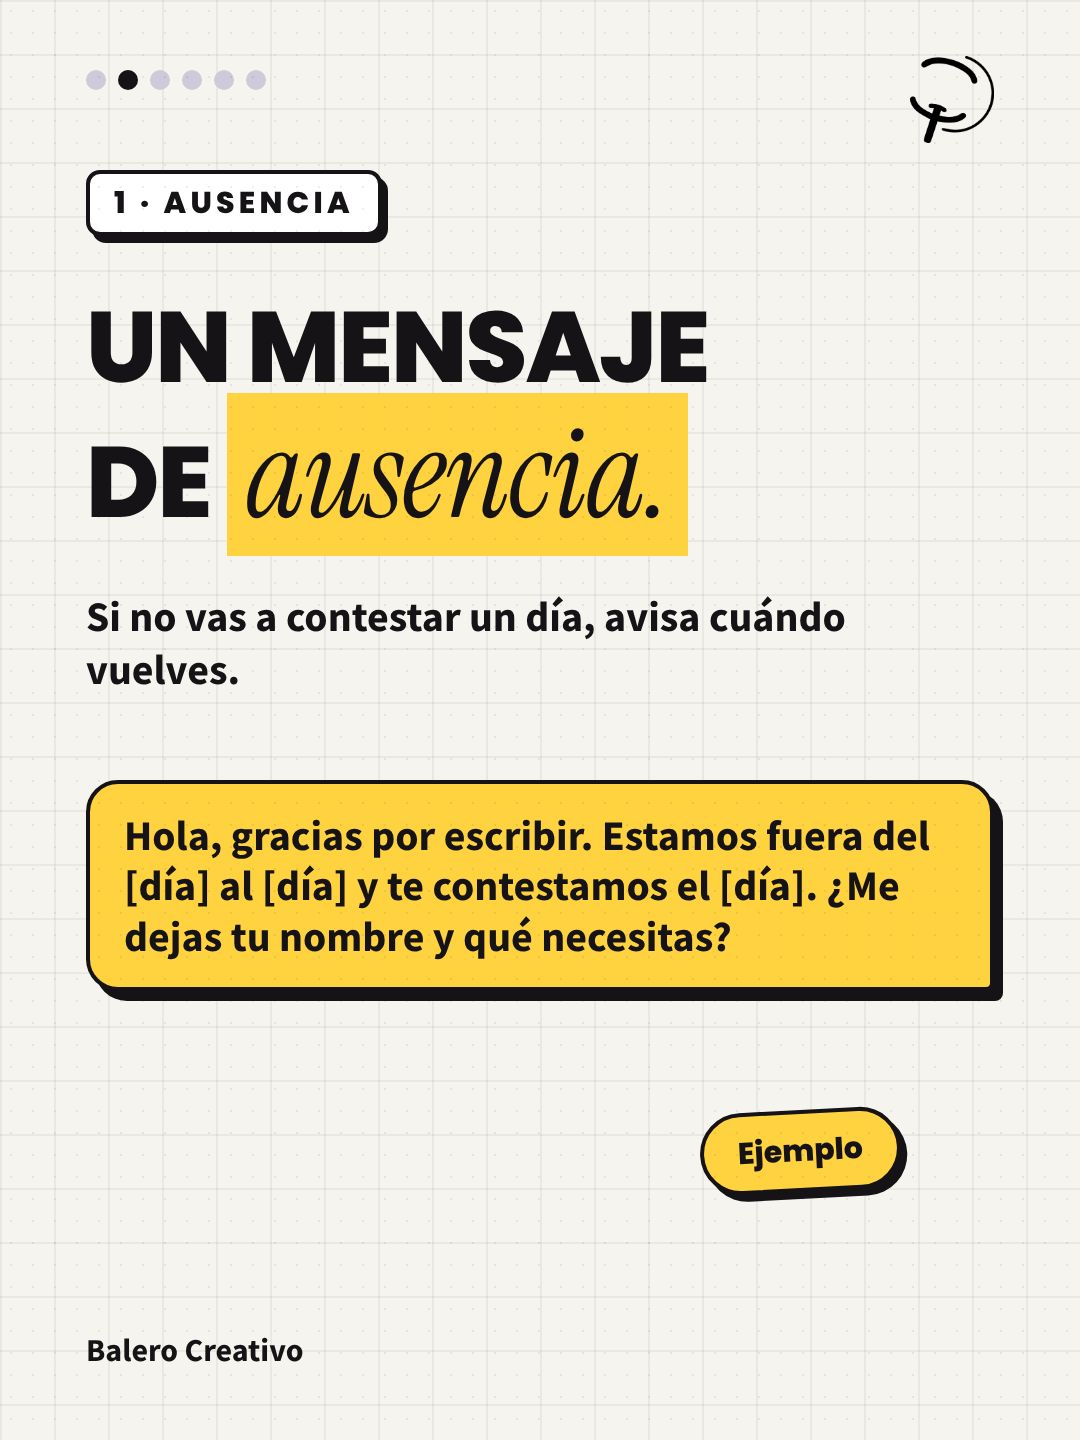 1 · AUSENCIA
UN MENSAJE
DE ausencia.
Si no vas a contestar un día, avisa cuándo
vuelves.
Hola, gracias por escribir. Estamos fuera del
[día] al [día] y te contestamos el [día]. ¿Me
dejas tu nombre y qué necesitas?
Ejemplo
Balero Creativo